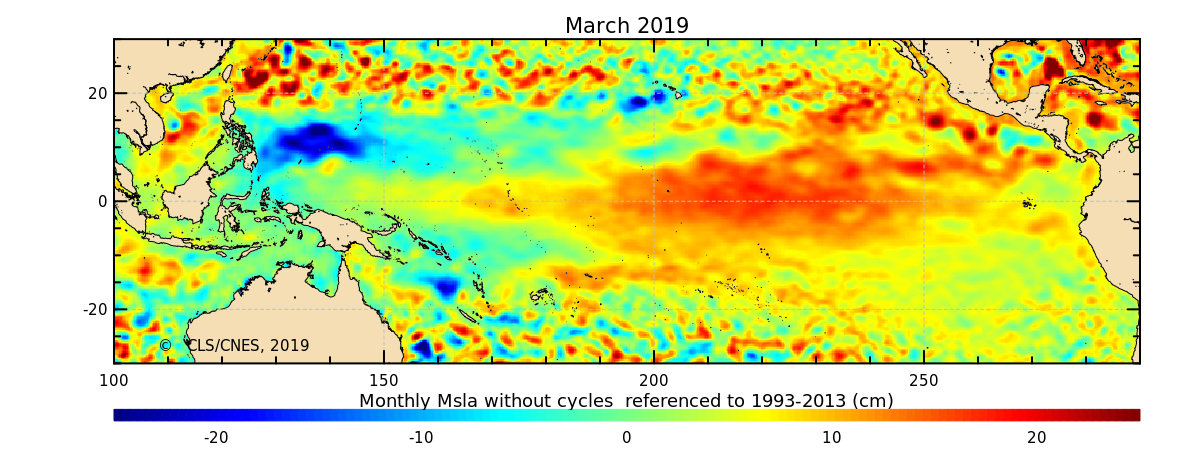 March 2019
20
0
-20
© CLS/CNES, 2019
100 150 200 250
Monthly Msla without cycles  referenced to 1993-2013 (cm)
-20 -10 0 10 20